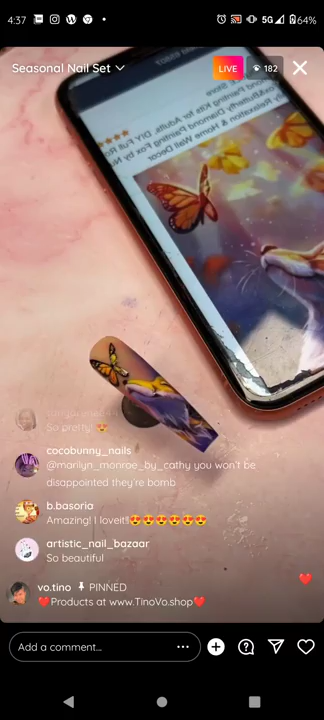 4:37
5G
64%
Seasonal Nail Set
LIVE
182
So pretty! 😍
cocobunny_nails
@marilyn_monroe_by_cathy you won't be
disappointed they're bomb
b.basoria
Amazing! I loveit!!😍😍😍😍😍😍
artistic_nail_bazaar
So beautiful
vo.tino 📌 PINNED
❤️Products at www.TinoVo.shop❤️
Add a comment...